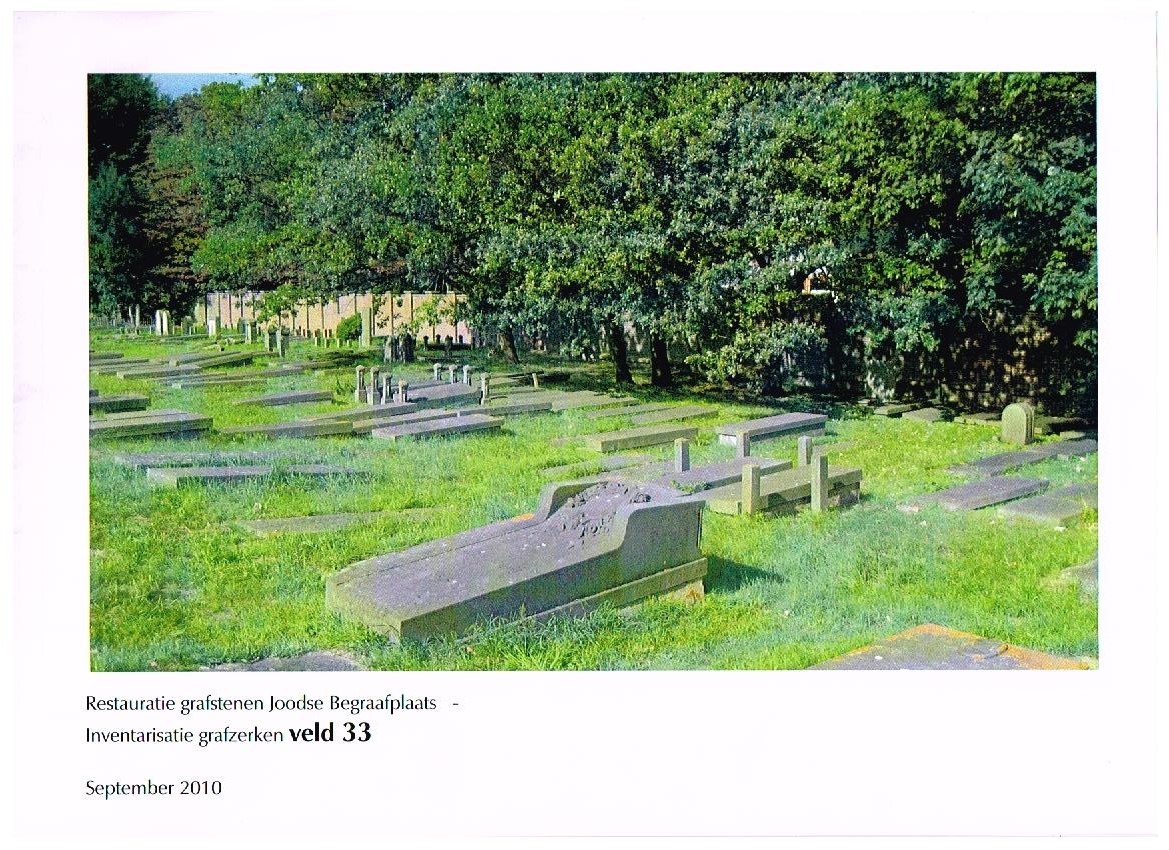 Restauratie grafstenen Joodse Begraafplaats -
Inventarisatie grafzerken veld 33
September 2010